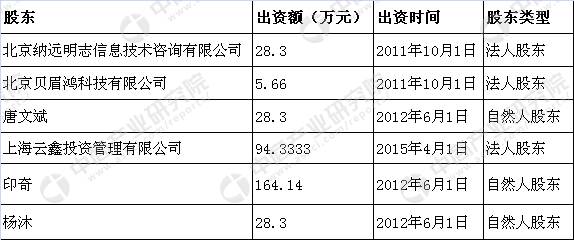 股东 出资额（万元） 出资时间 股东类型
北京纳远明志信息技术咨询有限公司 28.3 2011年10月1日 法人股东
北京贝眉鸿科技有限公司 5.66 2011年10月1日 法人股东
唐文斌 28.3 2012年6月1日 自然人股东
上海云鑫投资管理有限公司 94.3333 2015年4月1日 法人股东
印奇 164.14 2012年6月1日 自然人股东
杨沐 28.3 2012年6月1日 自然人股东